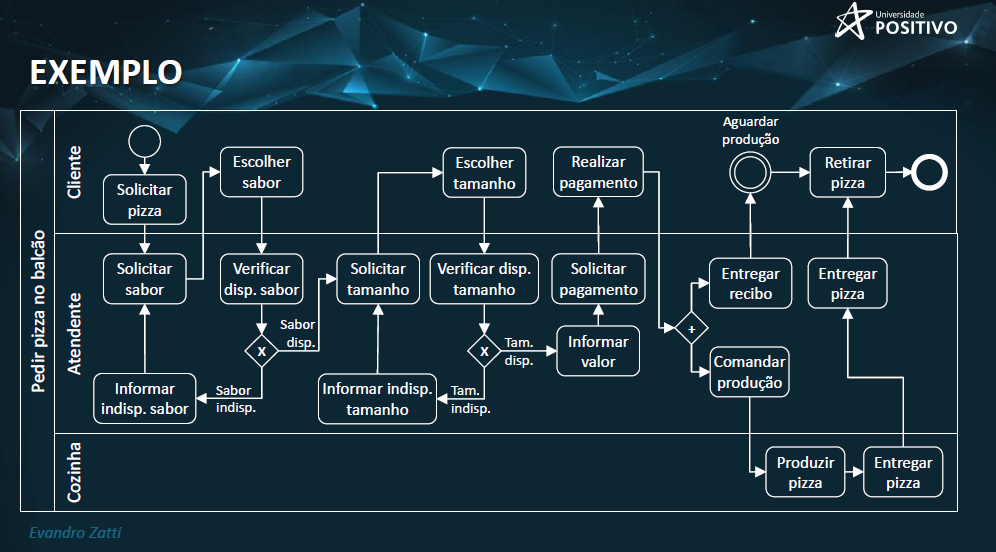 Universidade
POSITIVO
EXEMPLO
Pedir pizza no balcão
Cliente
Solicitar
pizza
Escolher
sabor
Escolher
tamanho
Realizar
pagamento
Aguardar
produção
Retirar
pizza
Atendente
Solicitar
sabor
Verificar
disp. sabor
Solicitar
tamanho
Verificar disp.
tamanho
Solicitar
pagamento
Entregar
recibo
Entregar
pizza
X
Sabor
disp.
X
Tam.
disp.
Informar
valor
+
Comandar
produção
Informar
indisp. sabor
Sabor
indisp.
Informar indisp.
tamanho
Tam.
indisp.
Cozinha
Produzir
pizza
Entregar
pizza
Evandro Zatti